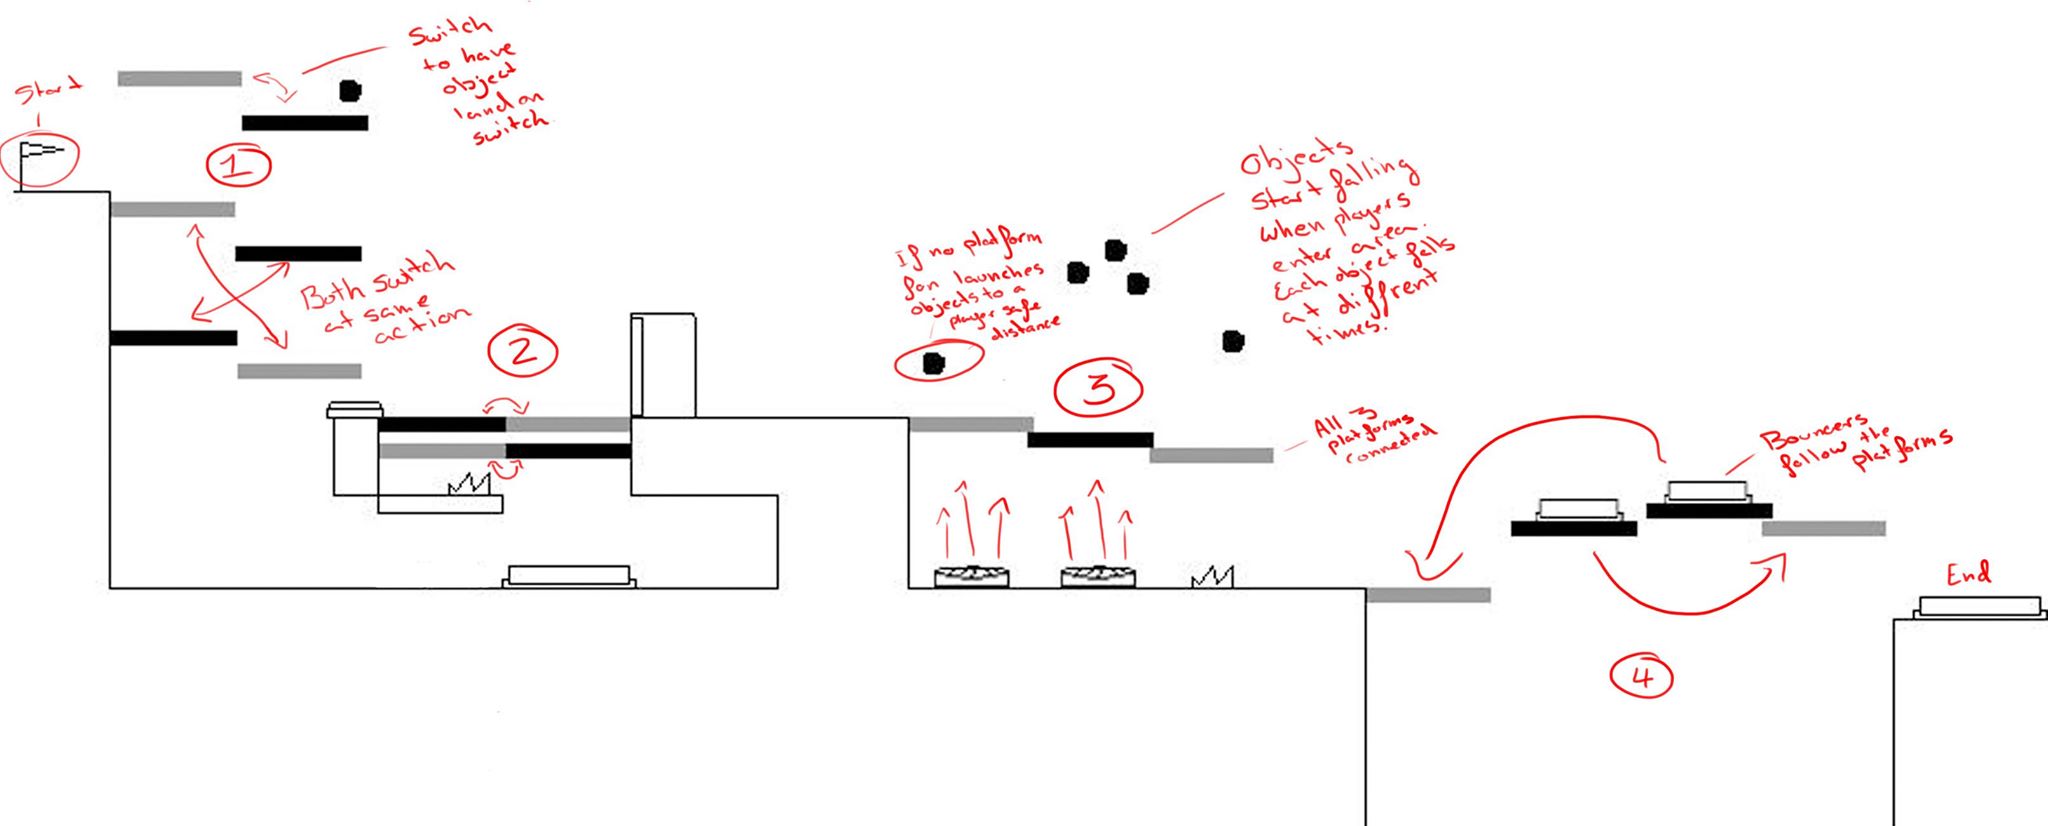 Start
Switch
to have
object
land on
switch
1
Both switch
at same
action
2
If no platform
fan launches
objects to a
player safe
distance
Objects
start falling
when players
enter area.
Each object falls
at diffrent
times.
3
All 3
platforms
conneded
Bouncers
follow the
platforms
4
End